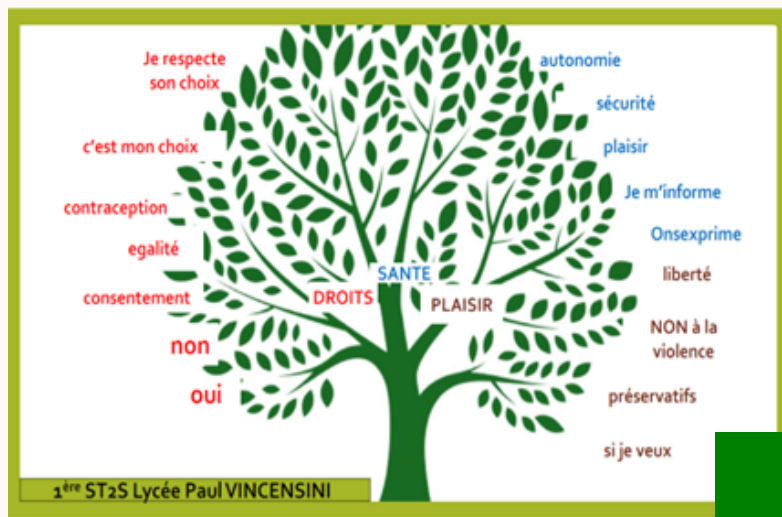 Je respecte
son choix
c'est mon choix
contraception
egalité
consentement
non
oui
autonomie
sécurité
plaisir
Je m'informe
Onsexprime
liberté
NON à la
violence
préservatifs
si je veux
SANTE
DROITS
PLAISIR
1ère ST2S Lycée Paul VINCENSINI